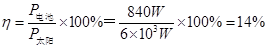 η = P电池/P太阳 ×100% = 840W/6×10³W ×100% = 14%